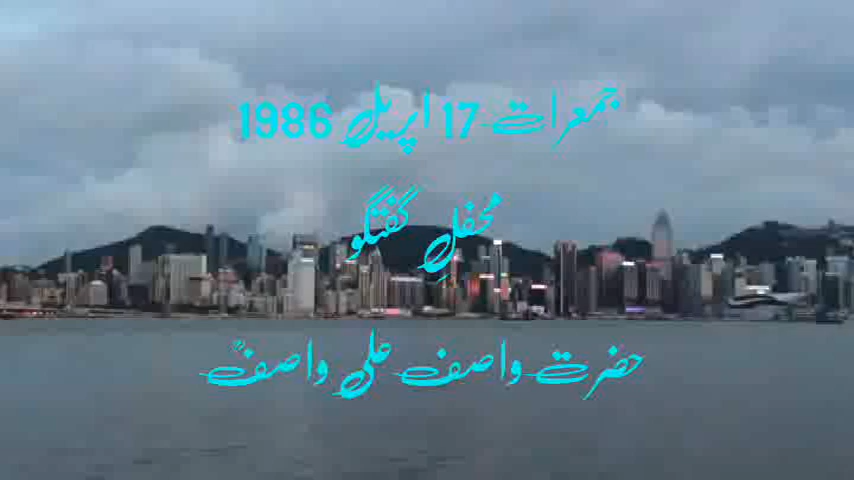 جمعرات 17 اپریل 1986
محفلِ گفتگو
حضرت واصف علی واصفؒ